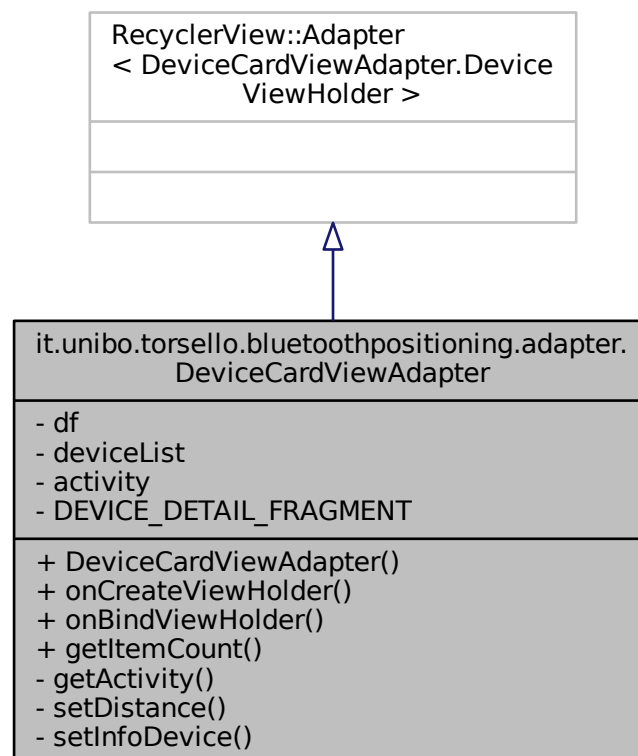 RecyclerView::Adapter
< DeviceCardViewAdapter.Device
ViewHolder >
it.unibo.torsello.bluetoothpositioning.adapter.
DeviceCardViewAdapter
- df
- deviceList
- activity
- DEVICE_DETAIL_FRAGMENT
+ DeviceCardViewAdapter()
+ onCreateViewHolder()
+ onBindViewHolder()
+ getItemCount()
- getActivity()
- setDistance()
- setInfoDevice()